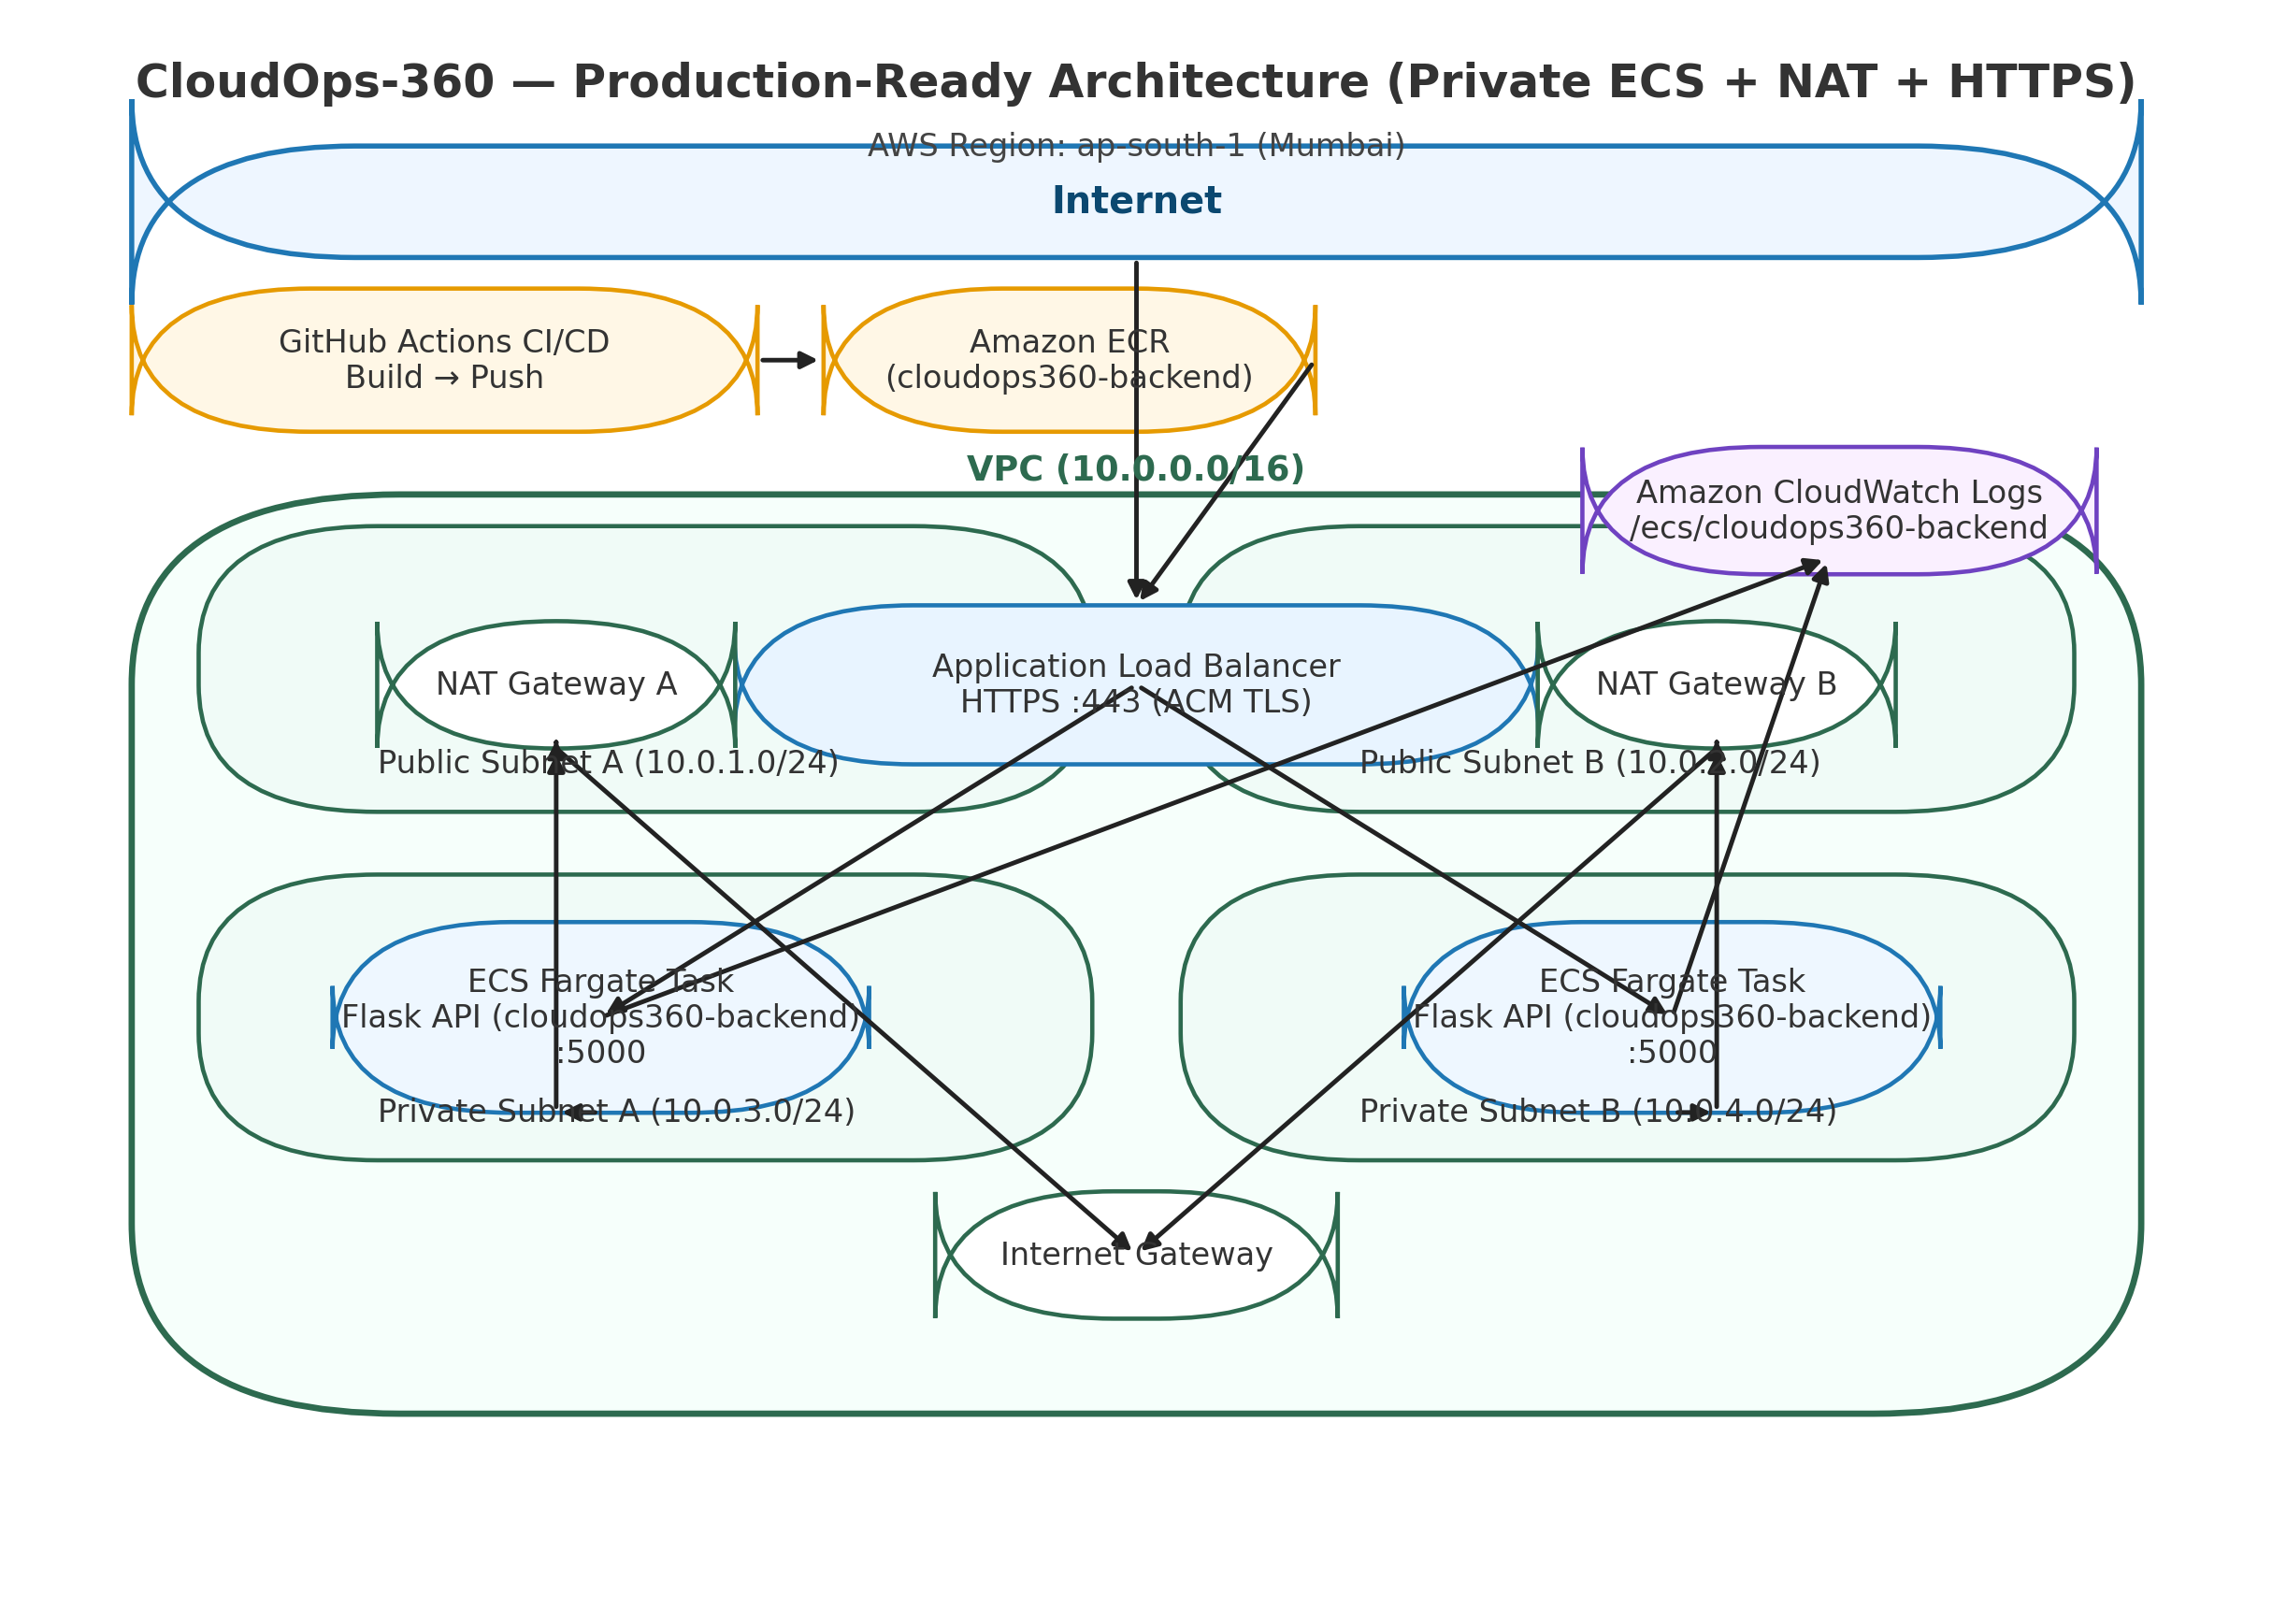 CloudOps-360 — Production-Ready Architecture (Private ECS + NAT + HTTPS)
AWS Region: ap-south-1 (Mumbai)
Internet
GitHub Actions CI/CD
Build → Push
Amazon ECR
(cloudops360-backend)
VPC (10.0.0.0/16)
Amazon CloudWatch Logs
/ecs/cloudops360-backend
NAT Gateway A
Application Load Balancer
HTTPS :443 (ACM TLS)
NAT Gateway B
Public Subnet A (10.0.1.0/24)
Public Subnet B (10.0.2.0/24)
ECS Fargate Task
Flask API (cloudops360-backend)
:5000
ECS Fargate Task
Flask API (cloudops360-backend)
:5000
Private Subnet A (10.0.3.0/24)
Private Subnet B (10.0.4.0/24)
Internet Gateway